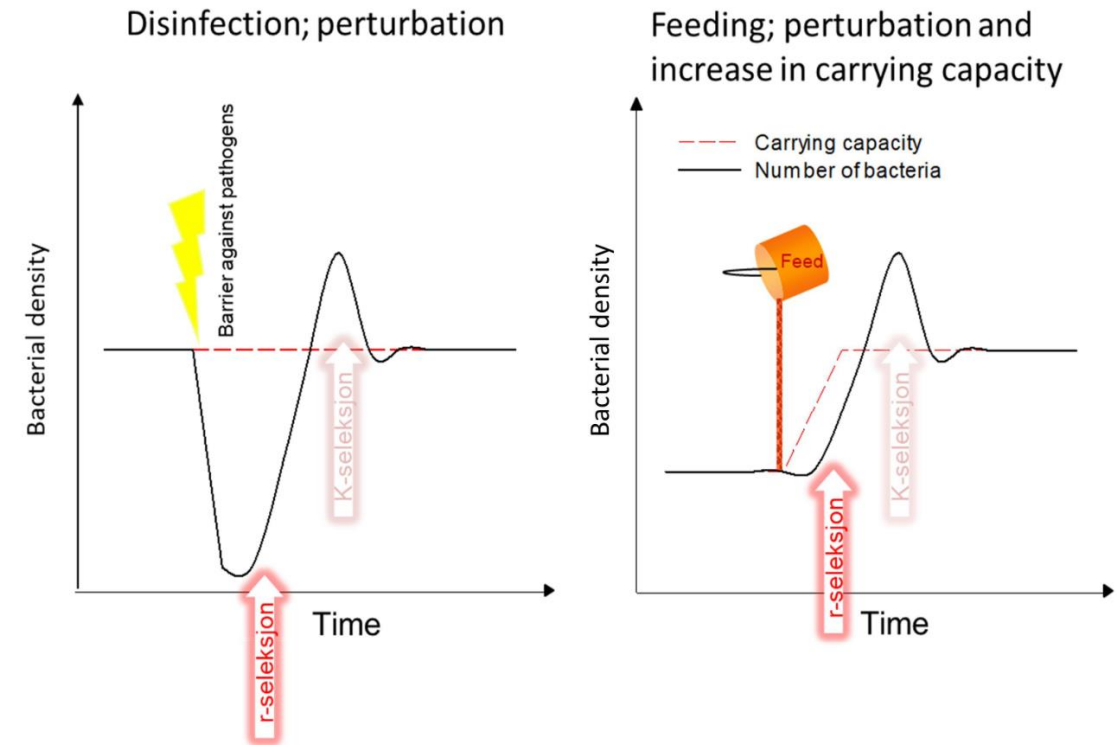 Disinfection; perturbation
Bacterial density
Barrier against pathogens
K-seleksjon
r-seleksjon
Time
Feeding; perturbation and
increase in carrying capacity
Carrying capacity
Number of bacteria
Feed
Bacterial density
K-seleksjon
r-seleksjon
Time